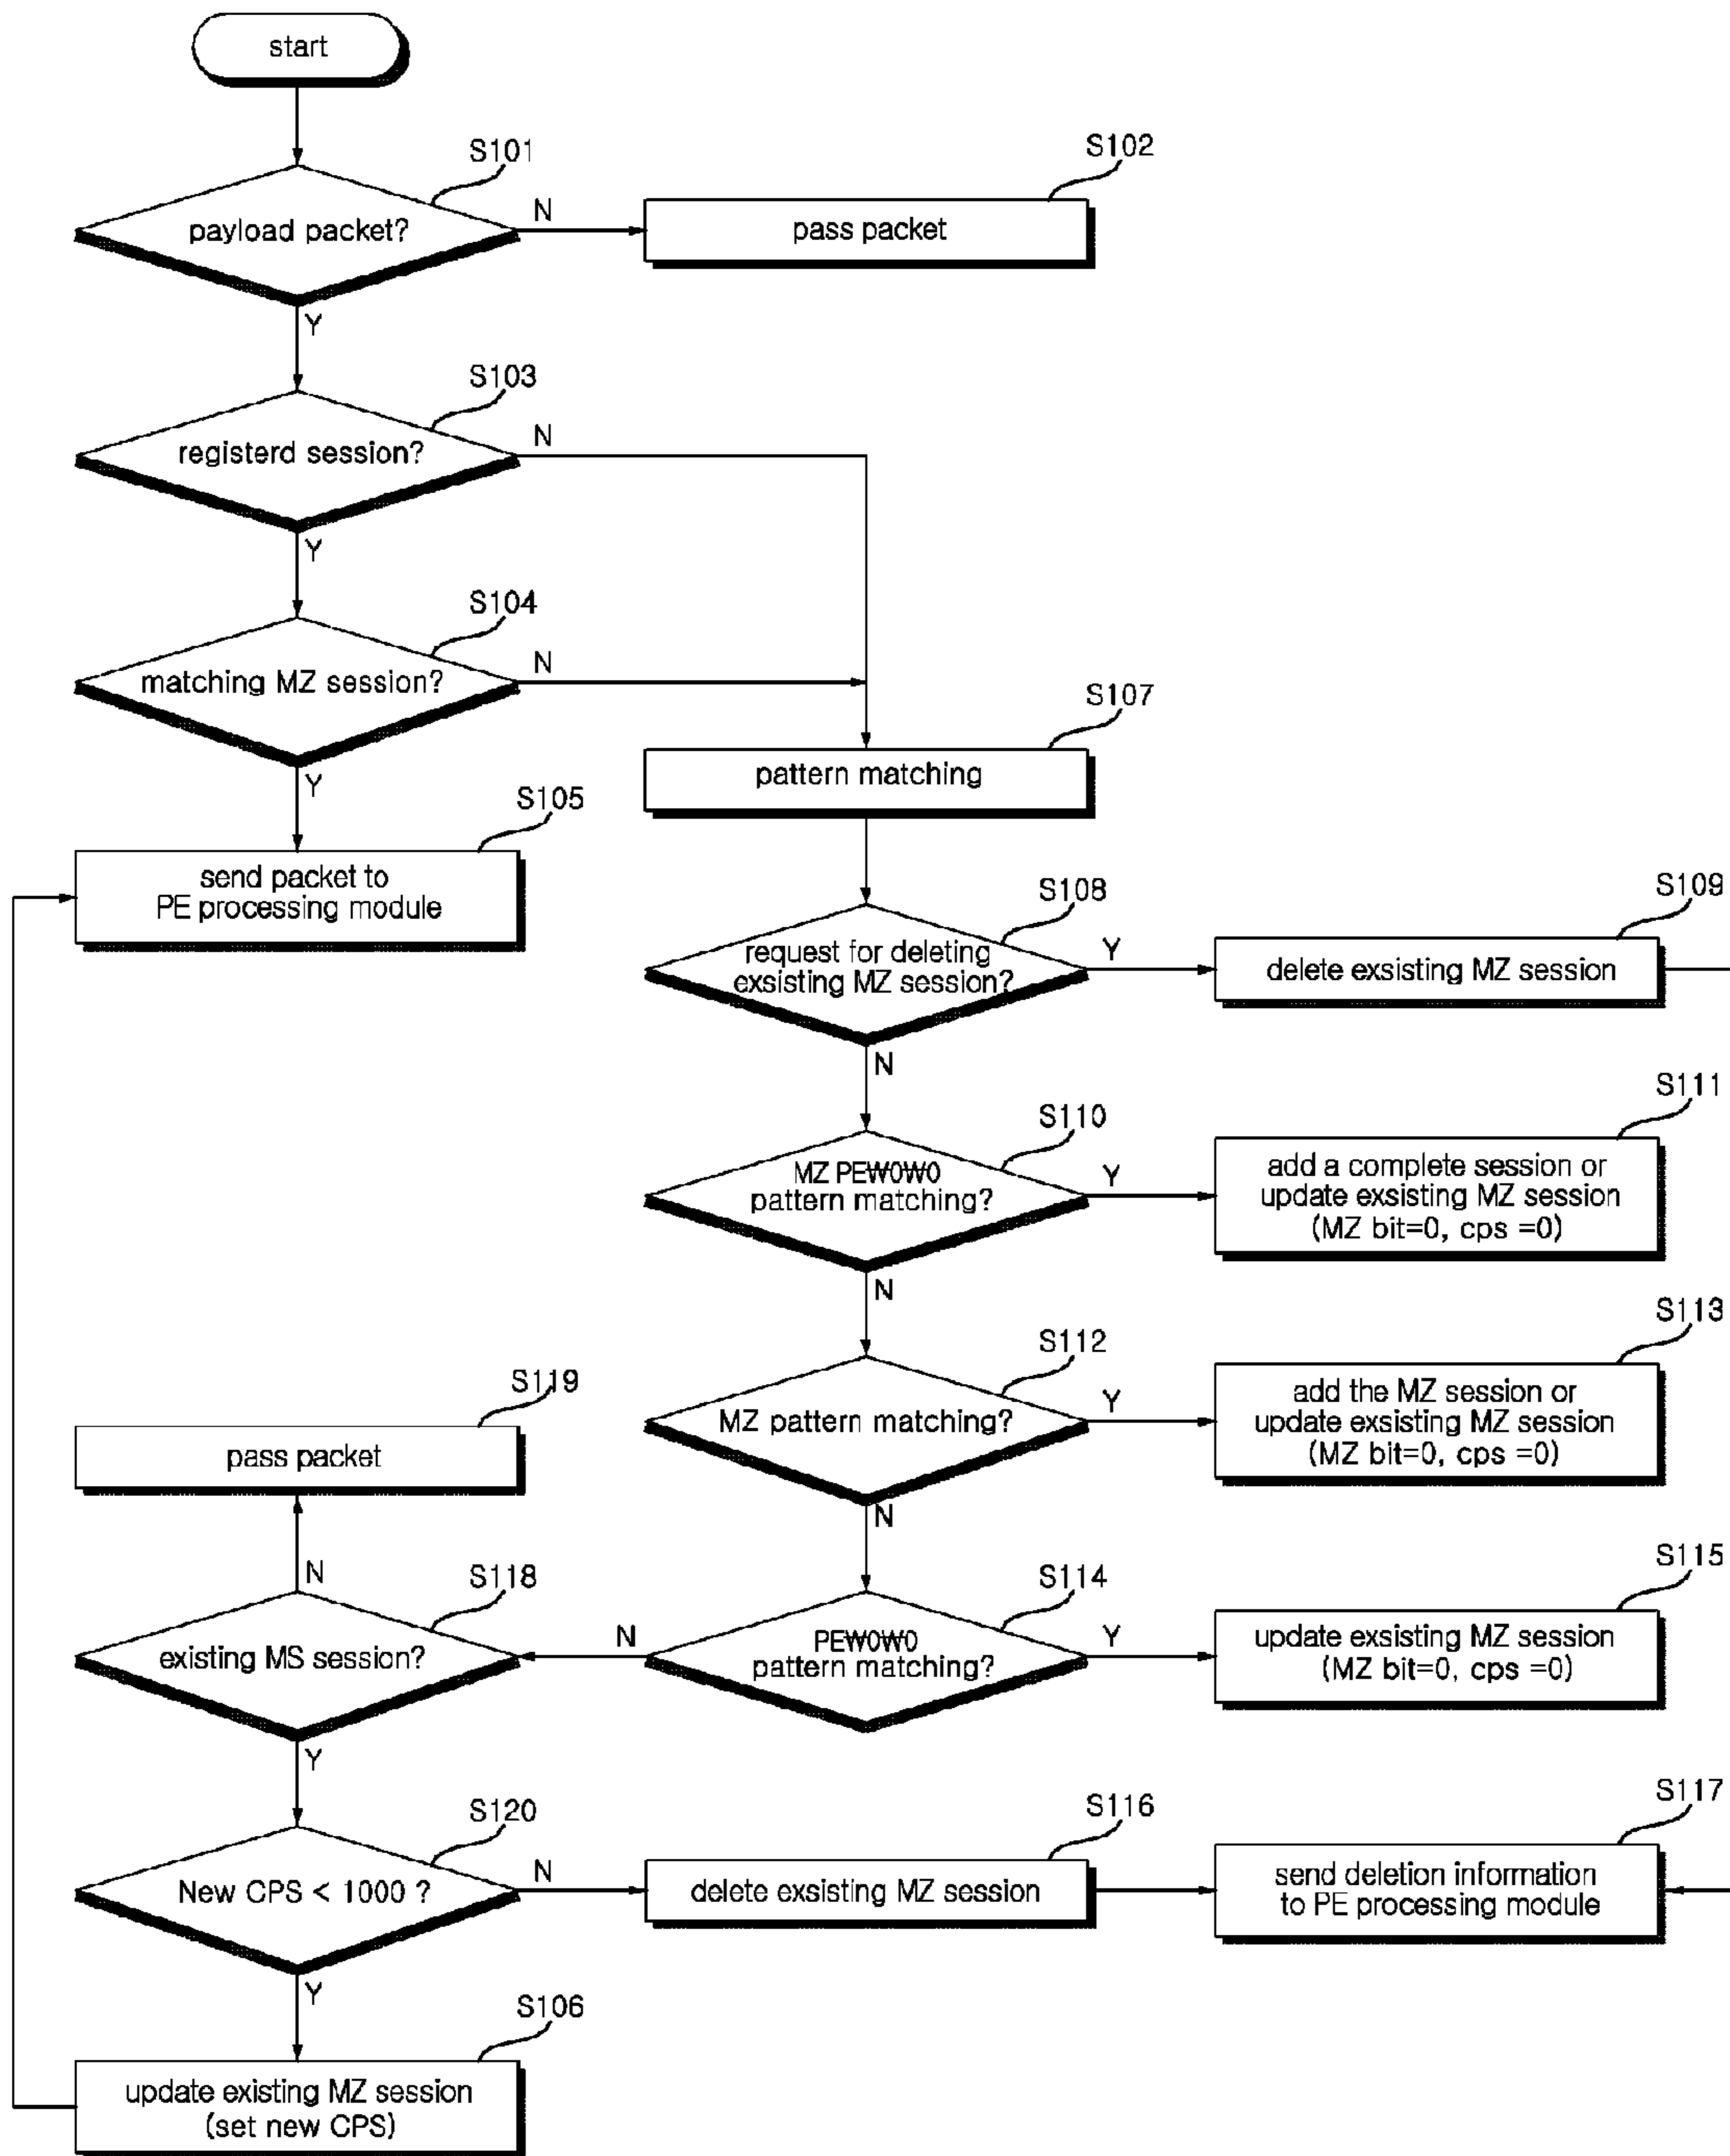 start
S101
payload packet?
N
S102
pass packet
Y
S103
registerd session?
N
Y
S104
matching MZ session?
N
Y
S105
send packet to
PE processing module
S107
pattern matching
S108
request for deleting
exsisting MZ session?
Y
S109
delete exsisting MZ session
N
S110
MZ PE₩0₩0
pattern matching?
Y
S111
add a complete session or
update exsisting MZ session
(MZ bit=0, cps =0)
N
S112
MZ pattern matching?
Y
S113
add the MZ session or
update exsisting MZ session
(MZ bit=0, cps =0)
N
S114
PE₩0₩0
pattern matching?
Y
S115
update exsisting MZ session
(MZ bit=0, cps =0)
N
S118
existing MS session?
N
S119
pass packet
Y
S120
New CPS < 1000 ?
N
S116
delete exsisting MZ session
S117
send deletion information
to PE processing module
Y
S106
update existing MZ session
(set new CPS)